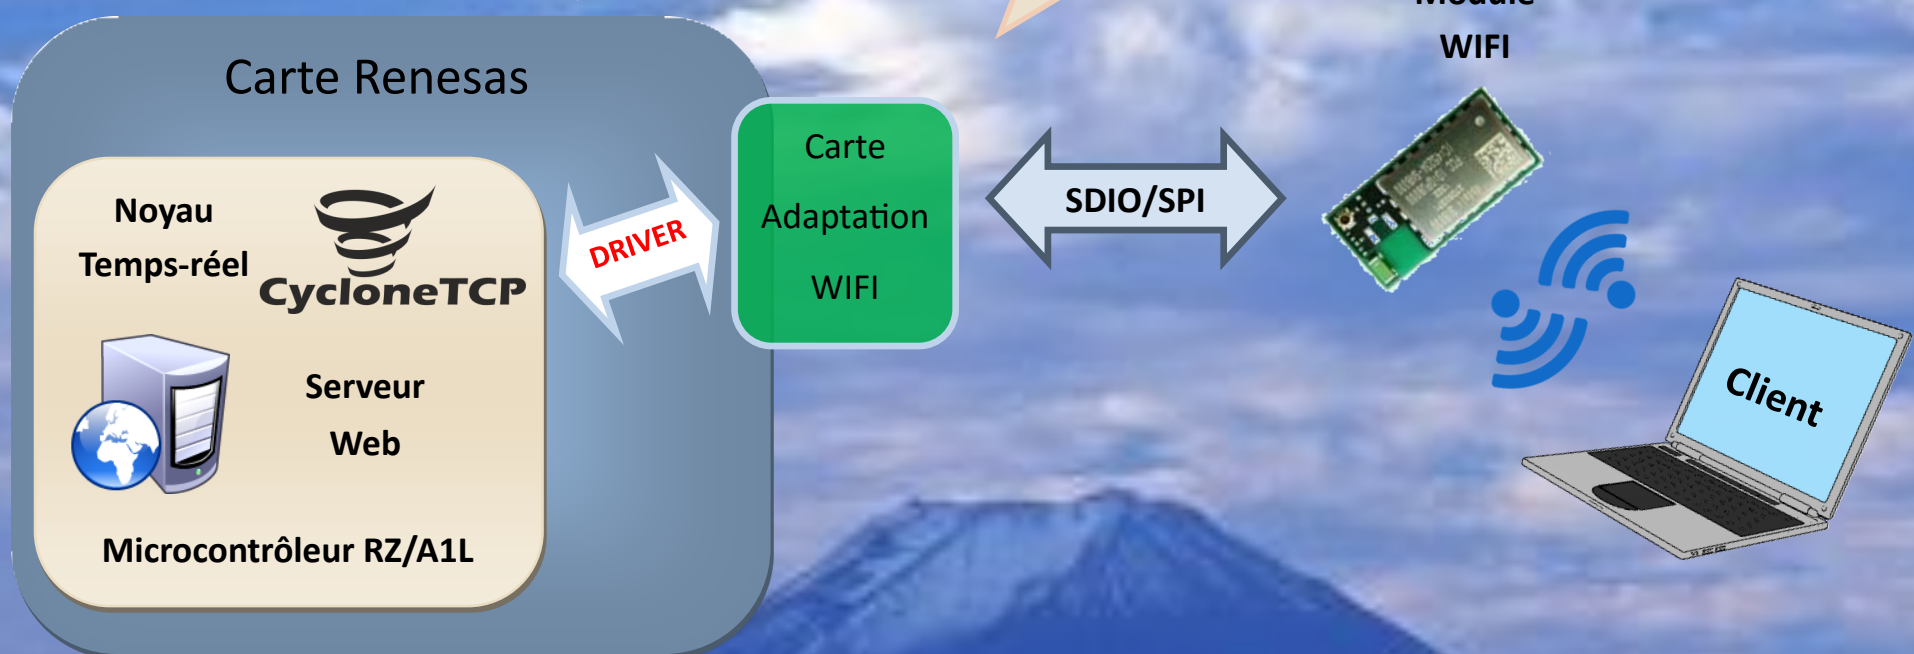 Module
WIFI
Carte Renesas
Noyau
Temps-réel
CycloneTCP
Serveur
Web
Microcontrôleur RZ/A1L
DRIVER
Carte
Adaptation
WIFI
SDIO/SPI
Client